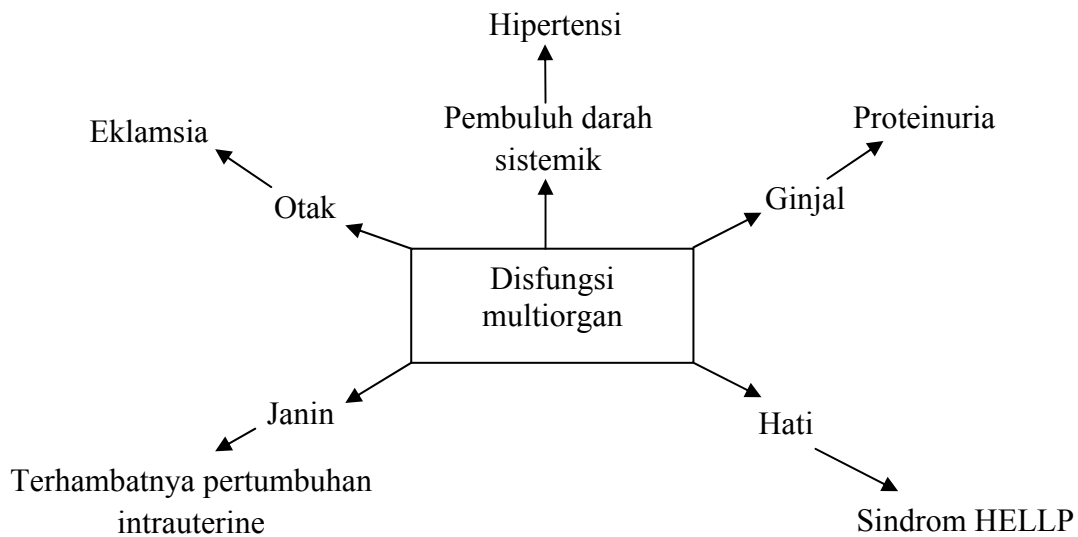 Hipertensi
Eklamsia
Pembuluh darah
sistemik
Proteinuria
Otak
Ginjal
Disfungsi
multiorgan
Janin
Hati
Terhambatnya pertumbuhan
intrauterine
Sindrom HELLP